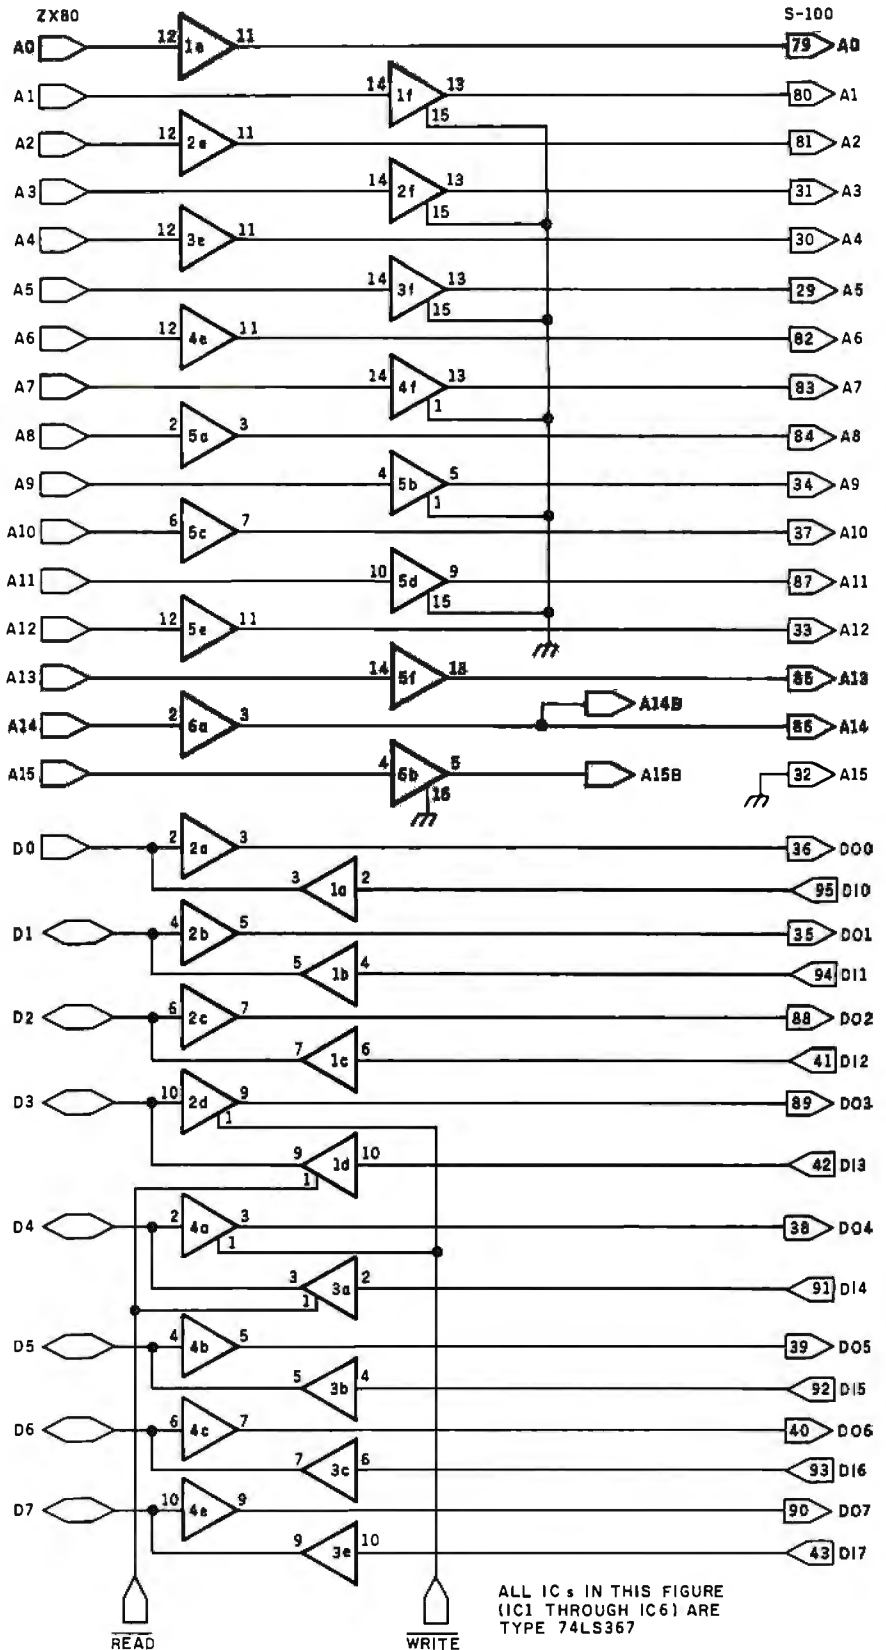 ZX80 S-100
A0 12 1e 11 79 A0
A1 14 1f 13 80 A1
15
A2 12 2e 11 81 A2
A3 14 2f 13 31 A3
15
A4 12 3e 11 30 A4
A5 14 3f 13 29 A5
15
A6 12 4e 11 82 A6
A7 14 4f 13 83 A7
1
A8 2 5a 3 84 A8
A9 4 5b 5 34 A9
1
A10 6 5c 7 37 A10
A11 10 5d 9 87 A11
15
A12 12 5e 11 33 A12
A13 14 5f 13 85 A13
A14B
A14 2 6a 3 86 A14
A15 4 6b 5 A15B 32 A15
15
D0 2 2a 3 36 DO0
3 1a 2 95 DI0
D1 4 2b 5 35 DO1
5 1b 4 94 DI1
D2 6 2c 7 88 DO2
7 1c 6 41 DI2
D3 10 2d 9 89 DO3
1
9 1d 10 42 DI3
1
D4 2 4a 3 38 DO4
1
3 3a 2 91 DI4
1
D5 4 4b 5 39 DO5
5 3b 4 92 DI5
D6 6 4c 7 40 DO6
7 3c 6 93 DI6
D7 10 4e 9 90 DO7
9 3e 10 43 DI7
READ WRITE
ALL ICs IN THIS FIGURE
(IC1 THROUGH IC6) ARE
TYPE 74LS367